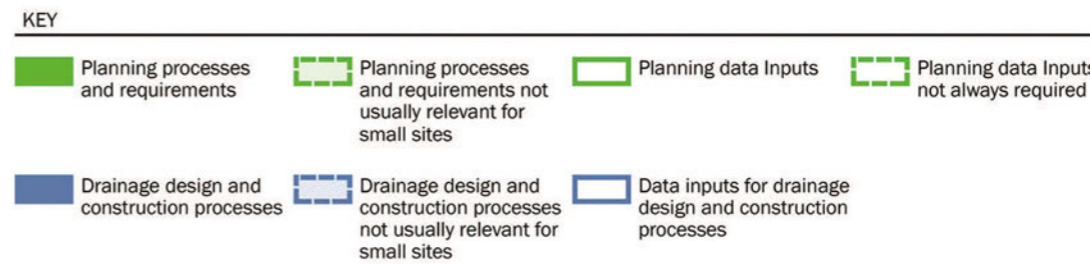 KEY
Planning processes
and requirements
Planning processes
and requirements not
usually relevant for
small sites
Planning data Inputs
Planning data Inputs
not always required
Drainage design and
construction processes
Drainage design and
construction processes
not usually relevant for
small sites
Data inputs for drainage
design and construction
processes